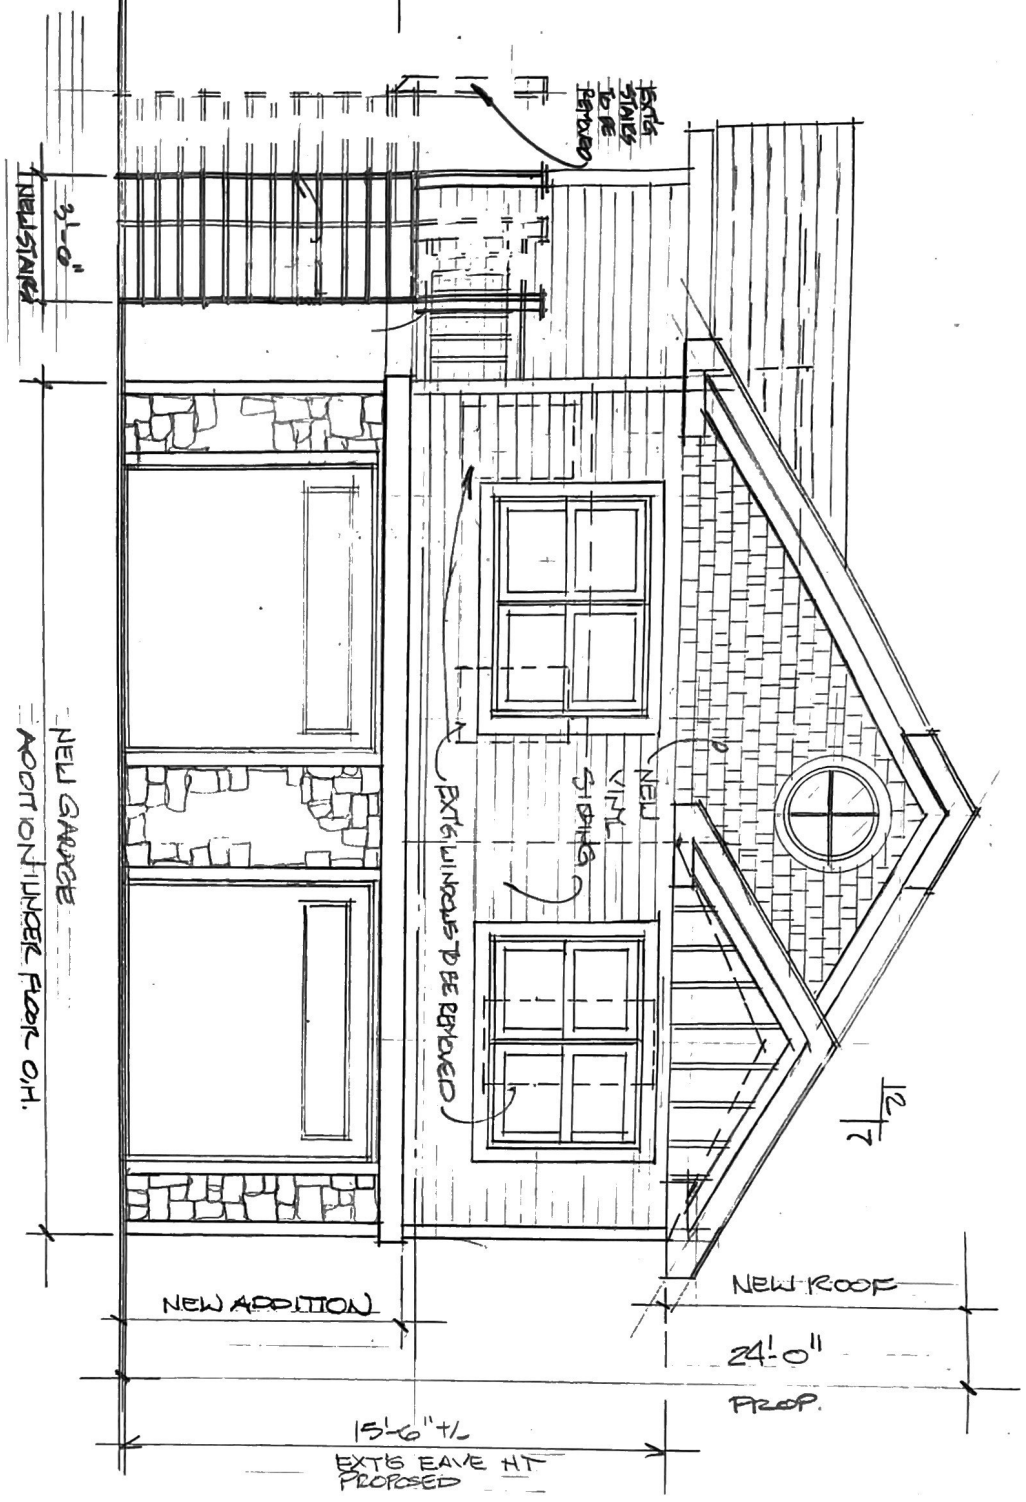 EXT'G
STAIRS
TO BE
REMOVED
3'-0"
NEW STAIRS
NEW
VINYL
SIDING
EXT'G WINDOWS TO BE REMOVED
12
7
NEW GARAGE
ADDITION UNDER FLOOR O.H.
NEW ADDITION
NEW ROOF
24'-0"
PROP.
15'-6" +/-
EXT'G EAVE HT
PROPOSED